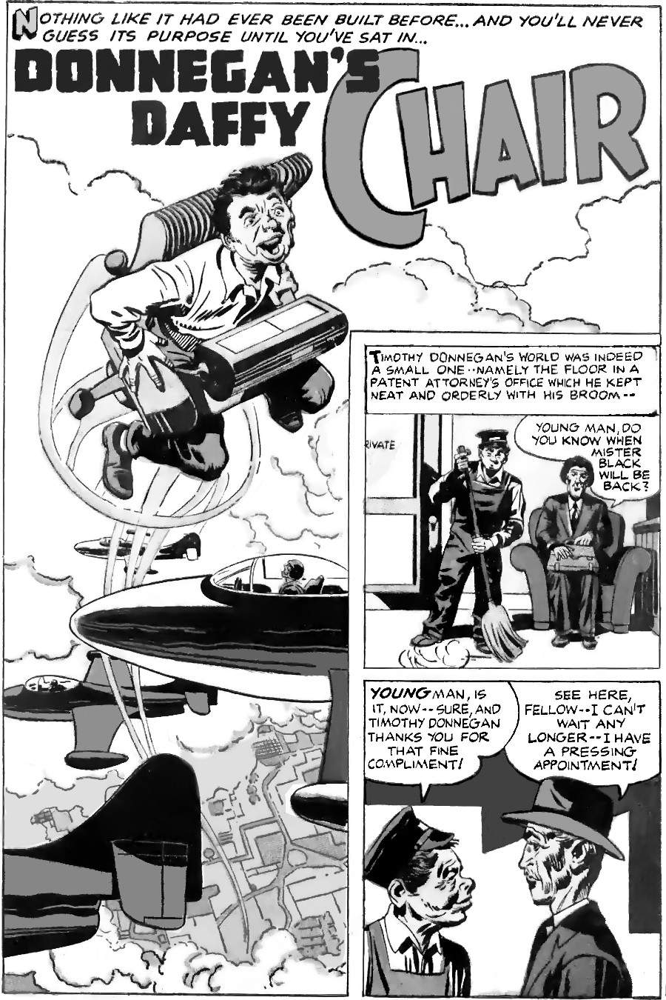 NOTHING LIKE IT HAD EVER BEEN BUILT BEFORE... AND YOU'LL NEVER
GUESS ITS PURPOSE UNTIL YOU'VE SAT IN...
DONNEGAN'S
DAFFY
CHAIR
TIMOTHY DONNEGAN'S WORLD WAS INDEED
A SMALL ONE--NAMELY THE FLOOR IN A
PATENT ATTORNEY'S OFFICE WHICH HE KEPT
NEAT AND ORDERLY WITH HIS BROOM--
RIVATE
YOUNG MAN, DO
YOU KNOW WHEN
MISTER
BLACK
WILL BE
BACK?
YOUNG MAN, IS
IT, NOW--SURE, AND
TIMOTHY DONNEGAN
THANKS YOU FOR
THAT FINE
COMPLIMENT!
SEE HERE,
FELLOW--I CAN'T
WAIT ANY
LONGER--I HAVE
A PRESSING
APPOINTMENT!